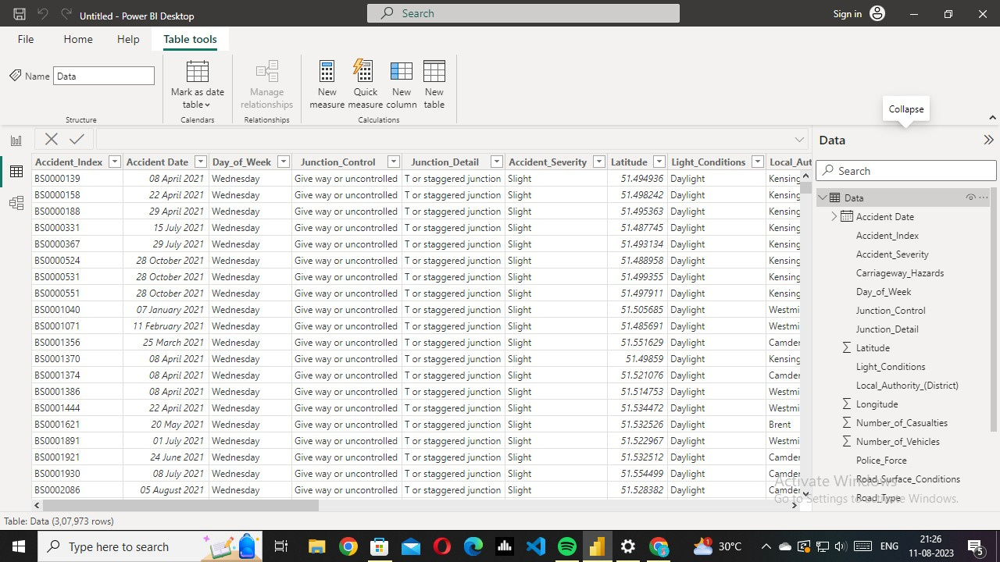 Untitled - Power BI Desktop
Search
Sign in
File Home Help Table tools
Name Data
Mark as date table
Manage relationships
New measure
Quick measure
New column
New table
Structure Calendars Relationships Calculations
Collapse
Data
Search
Accident_Index Accident Date Day_of_Week Junction_Control Junction_Detail Accident_Severity Latitude Light_Conditions Local_Aut
BS0000139 08 April 2021 Wednesday Give way or uncontrolled T or staggered junction Slight 51.494936 Daylight Kensing
BS0000158 22 April 2021 Wednesday Give way or uncontrolled T or staggered junction Slight 51.498242 Daylight Kensing
BS0000188 29 April 2021 Wednesday Give way or uncontrolled T or staggered junction Slight 51.495363 Daylight Kensing
BS0000331 15 July 2021 Wednesday Give way or uncontrolled T or staggered junction Slight 51.487745 Daylight Kensing
BS0000367 29 July 2021 Wednesday Give way or uncontrolled T or staggered junction Slight 51.493134 Daylight Kensing
BS0000524 28 October 2021 Wednesday Give way or uncontrolled T or staggered junction Slight 51.488958 Daylight Kensing
BS0000531 28 October 2021 Wednesday Give way or uncontrolled T or staggered junction Slight 51.499355 Daylight Kensing
BS0000551 28 October 2021 Wednesday Give way or uncontrolled T or staggered junction Slight 51.497911 Daylight Kensing
BS0001040 07 January 2021 Wednesday Give way or uncontrolled T or staggered junction Slight 51.505685 Daylight Westmi
BS0001071 11 February 2021 Wednesday Give way or uncontrolled T or staggered junction Slight 51.485691 Daylight Westmi
BS0001356 25 March 2021 Wednesday Give way or uncontrolled T or staggered junction Slight 51.551629 Daylight Camden
BS0001370 08 April 2021 Wednesday Give way or uncontrolled T or staggered junction Slight 51.49859 Daylight Kensing
BS0001374 08 April 2021 Wednesday Give way or uncontrolled T or staggered junction Slight 51.521076 Daylight Camden
BS0001386 08 April 2021 Wednesday Give way or uncontrolled T or staggered junction Slight 51.514753 Daylight Westmi
BS0001444 22 April 2021 Wednesday Give way or uncontrolled T or staggered junction Slight 51.534472 Daylight Westmi
BS0001621 20 May 2021 Wednesday Give way or uncontrolled T or staggered junction Slight 51.532526 Daylight Brent
BS0001891 01 July 2021 Wednesday Give way or uncontrolled T or staggered junction Slight 51.522967 Daylight Westmi
BS0001921 24 June 2021 Wednesday Give way or uncontrolled T or staggered junction Slight 51.532512 Daylight Camden
BS0001930 08 July 2021 Wednesday Give way or uncontrolled T or staggered junction Slight 51.554499 Daylight Camden
BS0002086 05 August 2021 Wednesday Give way or uncontrolled T or staggered junction Slight 51.528382 Daylight Camden
Data
Accident Date
Accident_Index
Accident_Severity
Carriageway_Hazards
Day_of_Week
Junction_Control
Junction_Detail
Latitude
Light_Conditions
Local_Authority_(District)
Longitude
Number_of_Casualties
Number_of_Vehicles
Police_Force
Road_Surface_Conditions
Road_Type
Activate Windows
Go to Settings to activate Windows.
Table: Data (3,07,973 rows)
Type here to search
1
30°C
ENG
21:26
11-08-2023
5